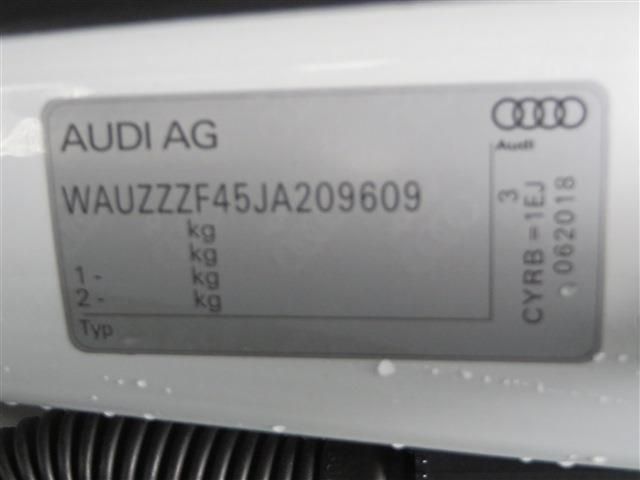 AUDI AG
Audi
WAUZZZF45JA209609
kg
kg
1 - kg
2 - kg
Typ
3
CYRB =1EJ
062018